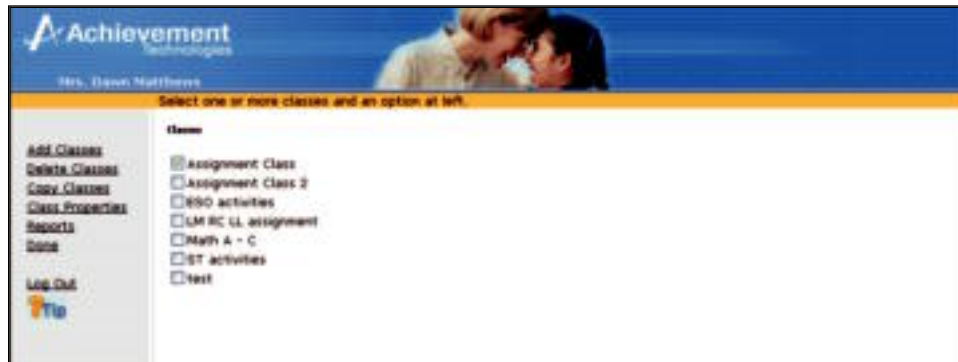 Achievement
Technologies
Mrs. Dawn Matthews
Select one or more classes and an option at left.
Classes
Add Classes
Delete Classes
Copy Classes
Class Properties
Reports
Done
Log Out
Tip
Assignment Class
Assignment Class 2
ESO activities
LM RC LL assignment
Math A - C
ST activities
test